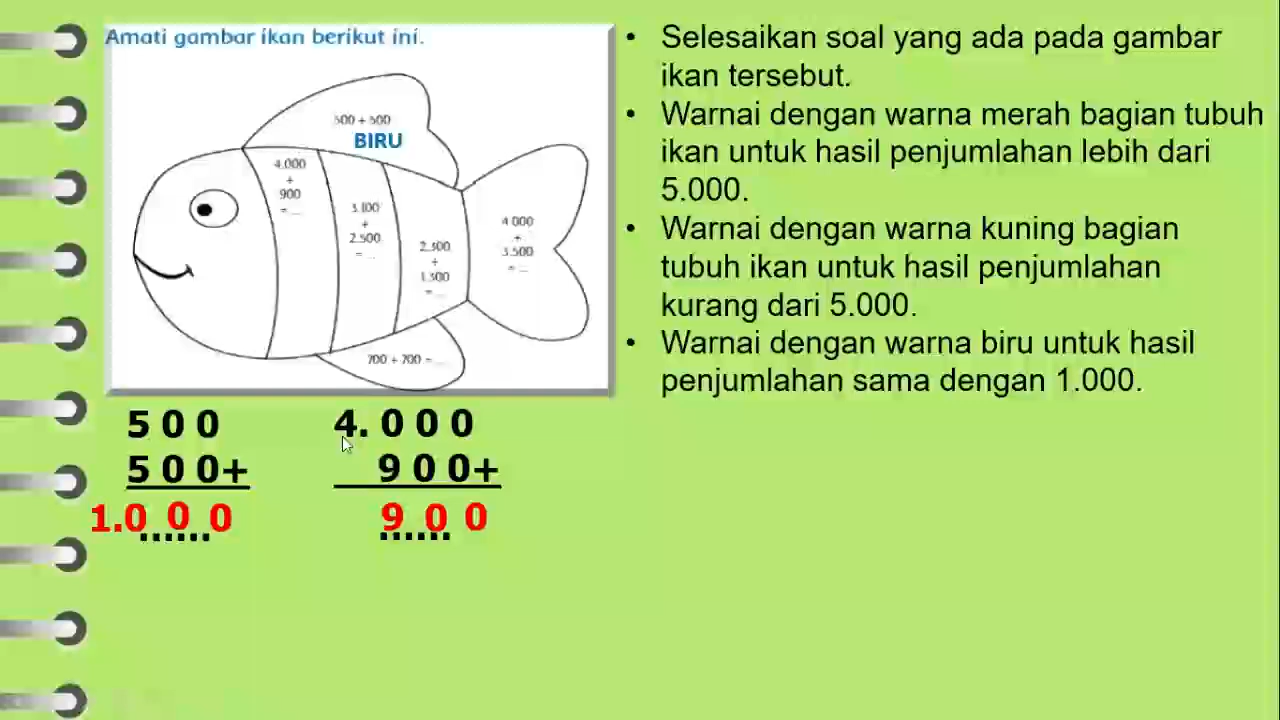 Amati gambar ikan berikut ini.
500 + 500
BIRU
4.000
+
900
= ...
3.100
+
2.500
= ...
2.300
+
1.300
= ...
4.000
+
3.500
= ...
700 + 700 = ...
• Selesaikan soal yang ada pada gambar
ikan tersebut.
• Warnai dengan warna merah bagian tubuh
ikan untuk hasil penjumlahan lebih dari
5.000.
• Warnai dengan warna kuning bagian
tubuh ikan untuk hasil penjumlahan
kurang dari 5.000.
• Warnai dengan warna biru untuk hasil
penjumlahan sama dengan 1.000.
5 0 0
5 0 0+
1.0 0 0
......
4. 0 0 0
9 0 0+
9 0 0
......